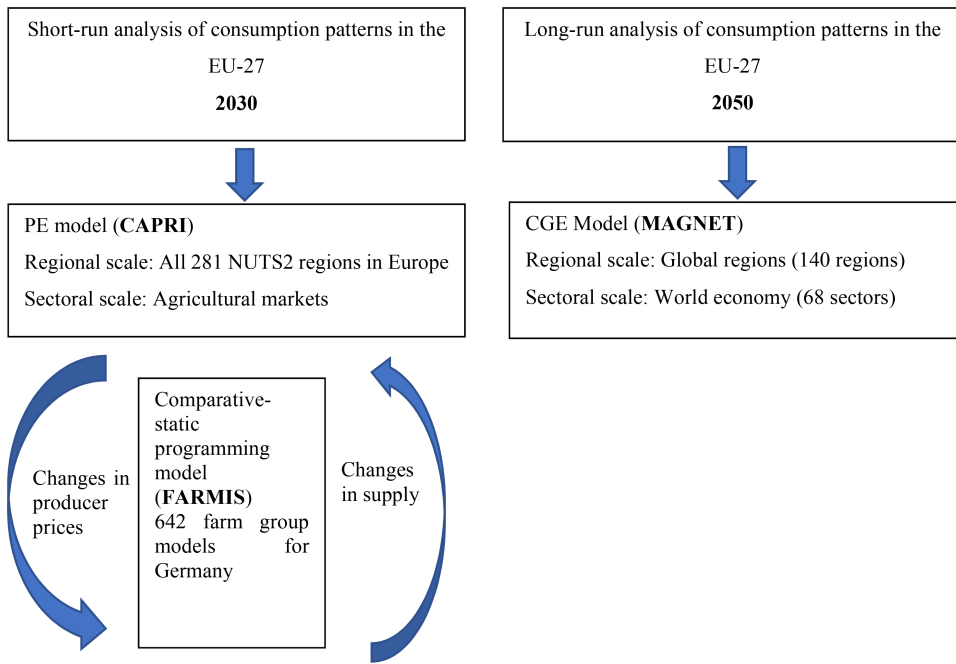 Short-run analysis of consumption patterns in the
EU-27
2030
Long-run analysis of consumption patterns in the
EU-27
2050
PE model (CAPRI)
Regional scale: All 281 NUTS2 regions in Europe
Sectoral scale: Agricultural markets
CGE Model (MAGNET)
Regional scale: Global regions (140 regions)
Sectoral scale: World economy (68 sectors)
Changes in
producer
prices
Comparative-
static
programming
model
(FARMIS)
642 farm group
models for
Germany
Changes
in supply